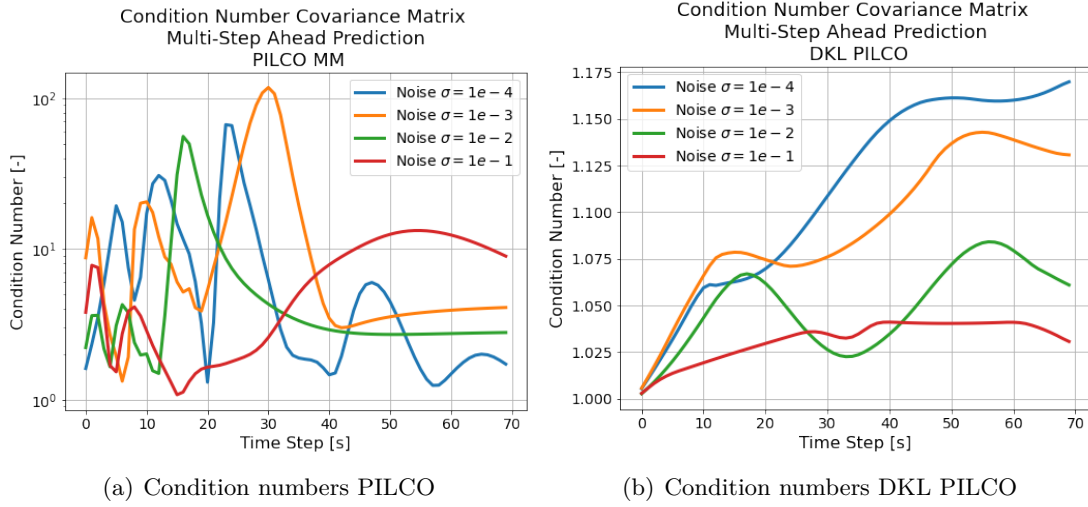 Condition Number Covariance Matrix
Multi-Step Ahead Prediction
PILCO MM
Condition Number [-]
10²
10¹
10⁰
Noise σ = 1e − 4
Noise σ = 1e − 3
Noise σ = 1e − 2
Noise σ = 1e − 1
0 10 20 30 40 50 60 70
Time Step [s]
(a) Condition numbers PILCO
Condition Number Covariance Matrix
Multi-Step Ahead Prediction
DKL PILCO
Condition Number [-]
1.175
1.150
1.125
1.100
1.075
1.050
1.025
1.000
Noise σ = 1e − 4
Noise σ = 1e − 3
Noise σ = 1e − 2
Noise σ = 1e − 1
0 10 20 30 40 50 60 70
Time Step [s]
(b) Condition numbers DKL PILCO